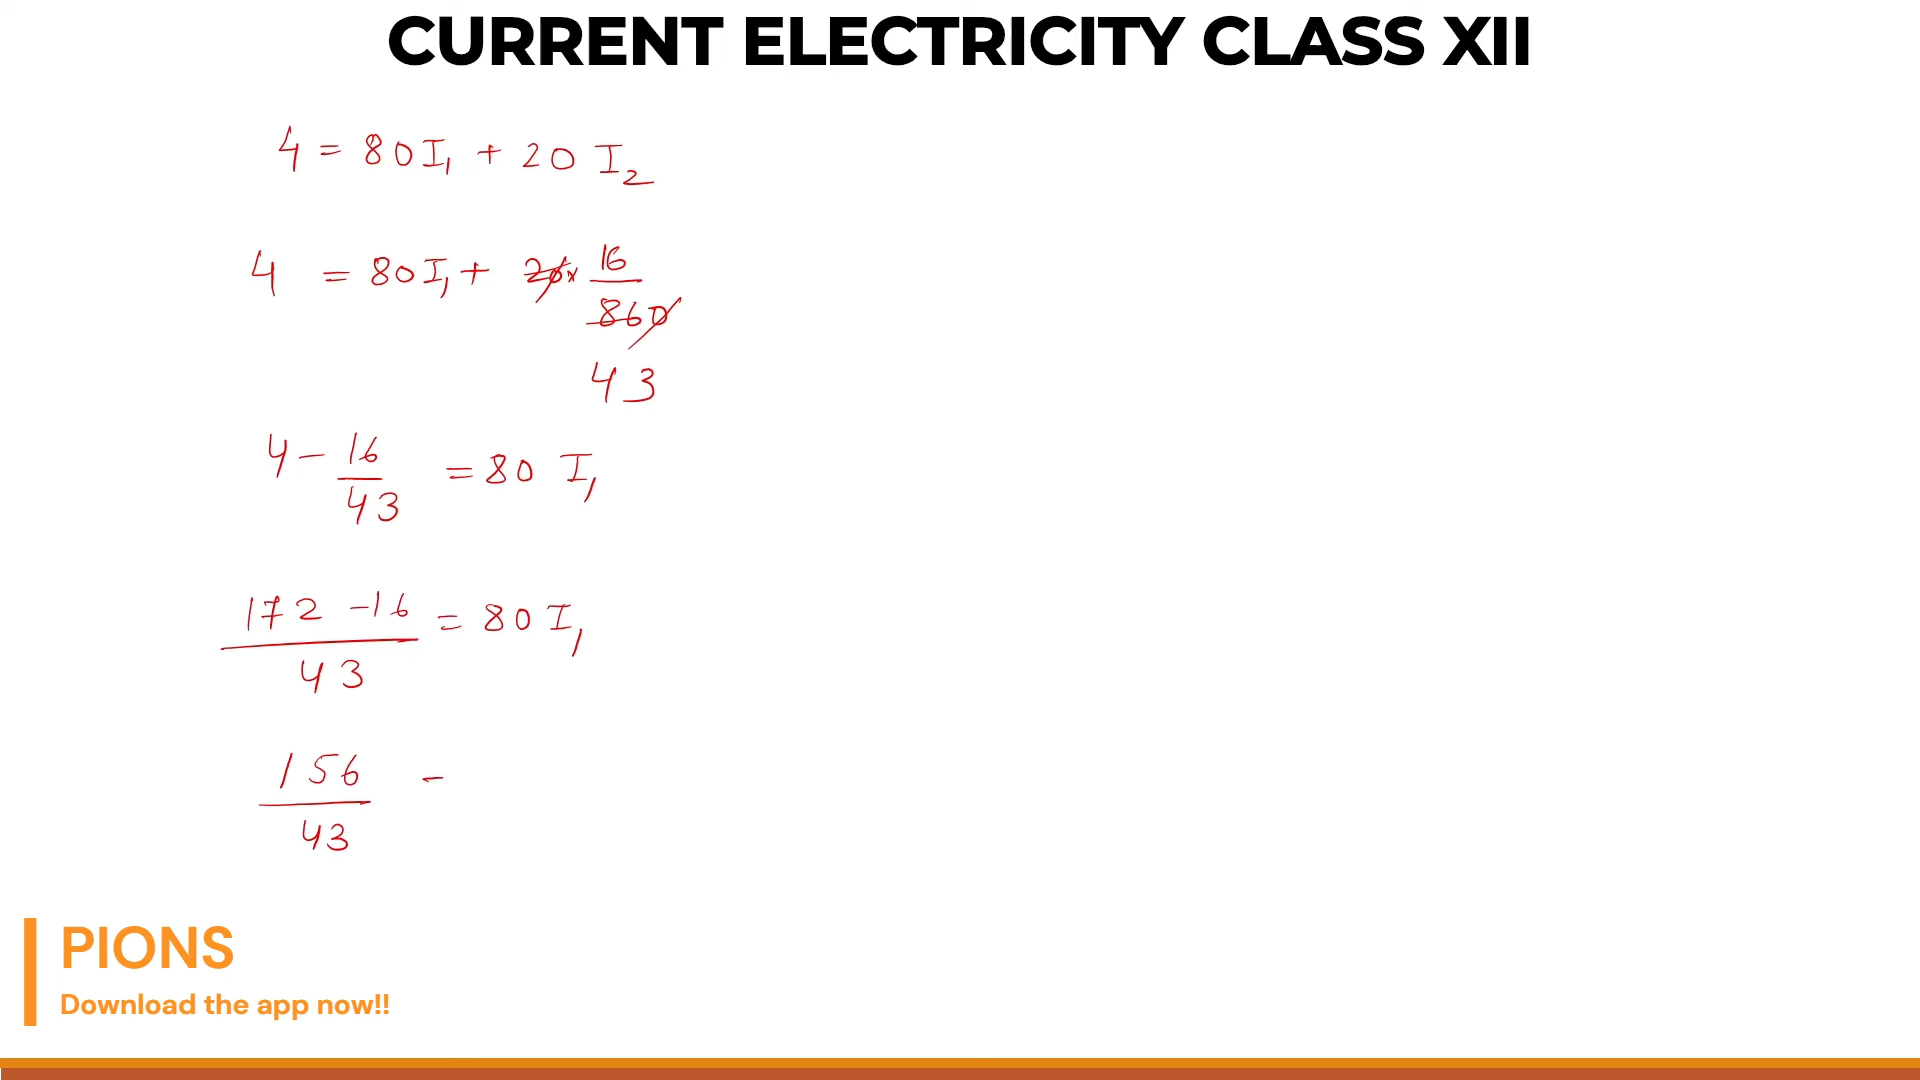 CURRENT ELECTRICITY CLASS XII
4 = 80I₁ + 20 I₂
4 = 80I₁ + 20 × 16/860
43
4 - 16/43 = 80 I₁
172 - 16/43 = 80 I₁
156/43 -
PIONS
Download the app now!!